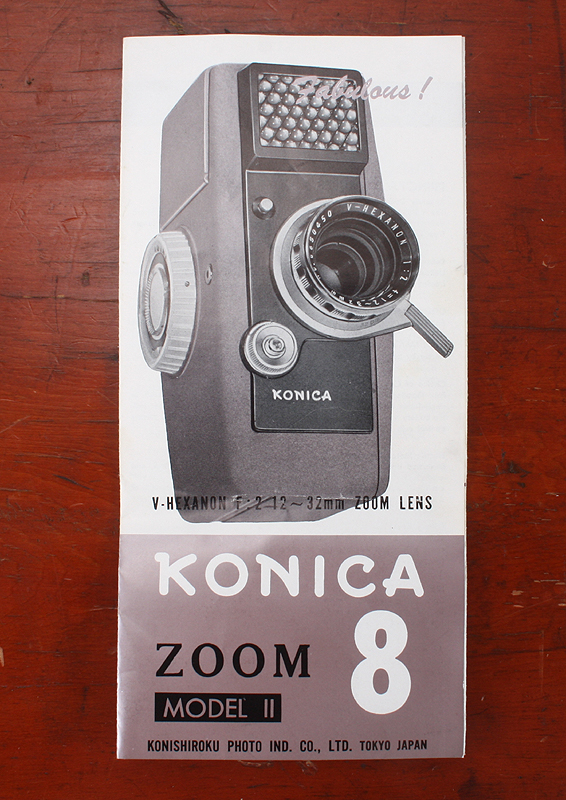 Fabulous!
V-HEXANON 1:2
KONICA
V-HEXANON F:2 12~32mm ZOOM LENS
KONICA
ZOOM 8
MODEL II
KONISHIROKU PHOTO IND. CO., LTD. TOKYO JAPAN